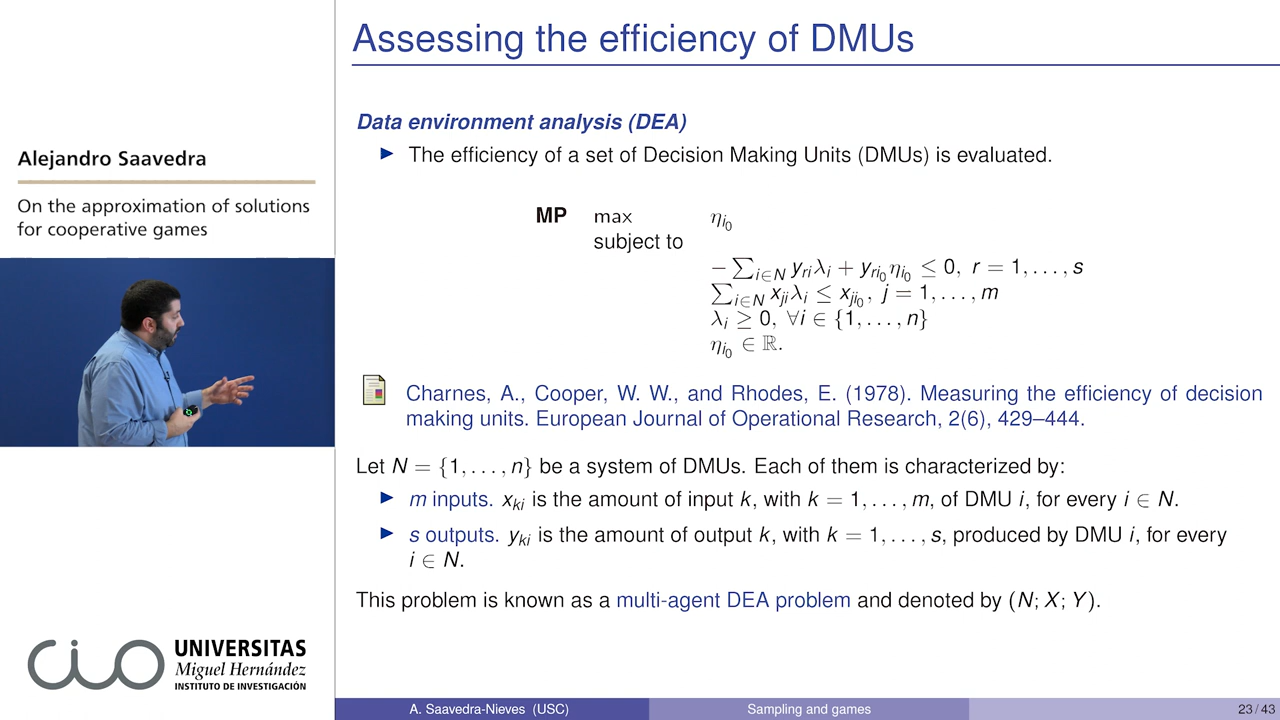 Assessing the efficiency of DMUs
Alejandro Saavedra
On the approximation of solutions
for cooperative games
Data environment analysis (DEA)
The efficiency of a set of Decision Making Units (DMUs) is evaluated.
MP max η_{i_0}
subject to
−∑_{i∈N} y_{ri}λ_i + y_{ri_0}η_{i_0} ≤ 0, r = 1, . . . , s
∑_{i∈N} x_{ji}λ_i ≤ x_{ji_0}, j = 1, . . . , m
λ_i ≥ 0, ∀i ∈ {1, . . . , n}
η_{i_0} ∈ ℝ.
Charnes, A., Cooper, W. W., and Rhodes, E. (1978). Measuring the efficiency of decision
making units. European Journal of Operational Research, 2(6), 429–444.
Let N = {1, . . . , n} be a system of DMUs. Each of them is characterized by:
m inputs. x_{ki} is the amount of input k, with k = 1, . . . , m, of DMU i, for every i ∈ N.
s outputs. y_{ki} is the amount of output k, with k = 1, . . . , s, produced by DMU i, for every
i ∈ N.
This problem is known as a multi-agent DEA problem and denoted by (N; X; Y).
cio
UNIVERSITAS
Miguel Hernández
INSTITUTO DE INVESTIGACIÓN
A. Saavedra-Nieves (USC)
Sampling and games
23 / 43